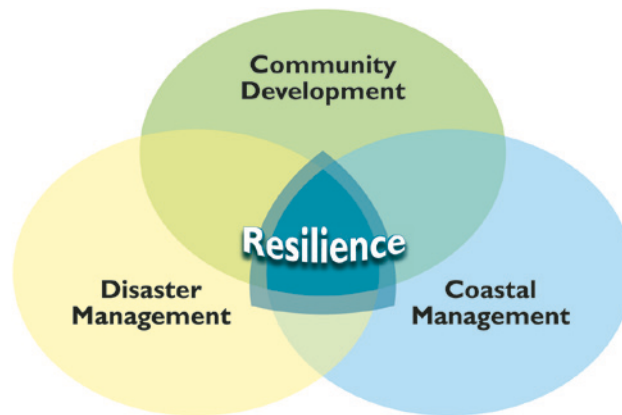 Community
Development
Resilience
Disaster
Management
Coastal
Management